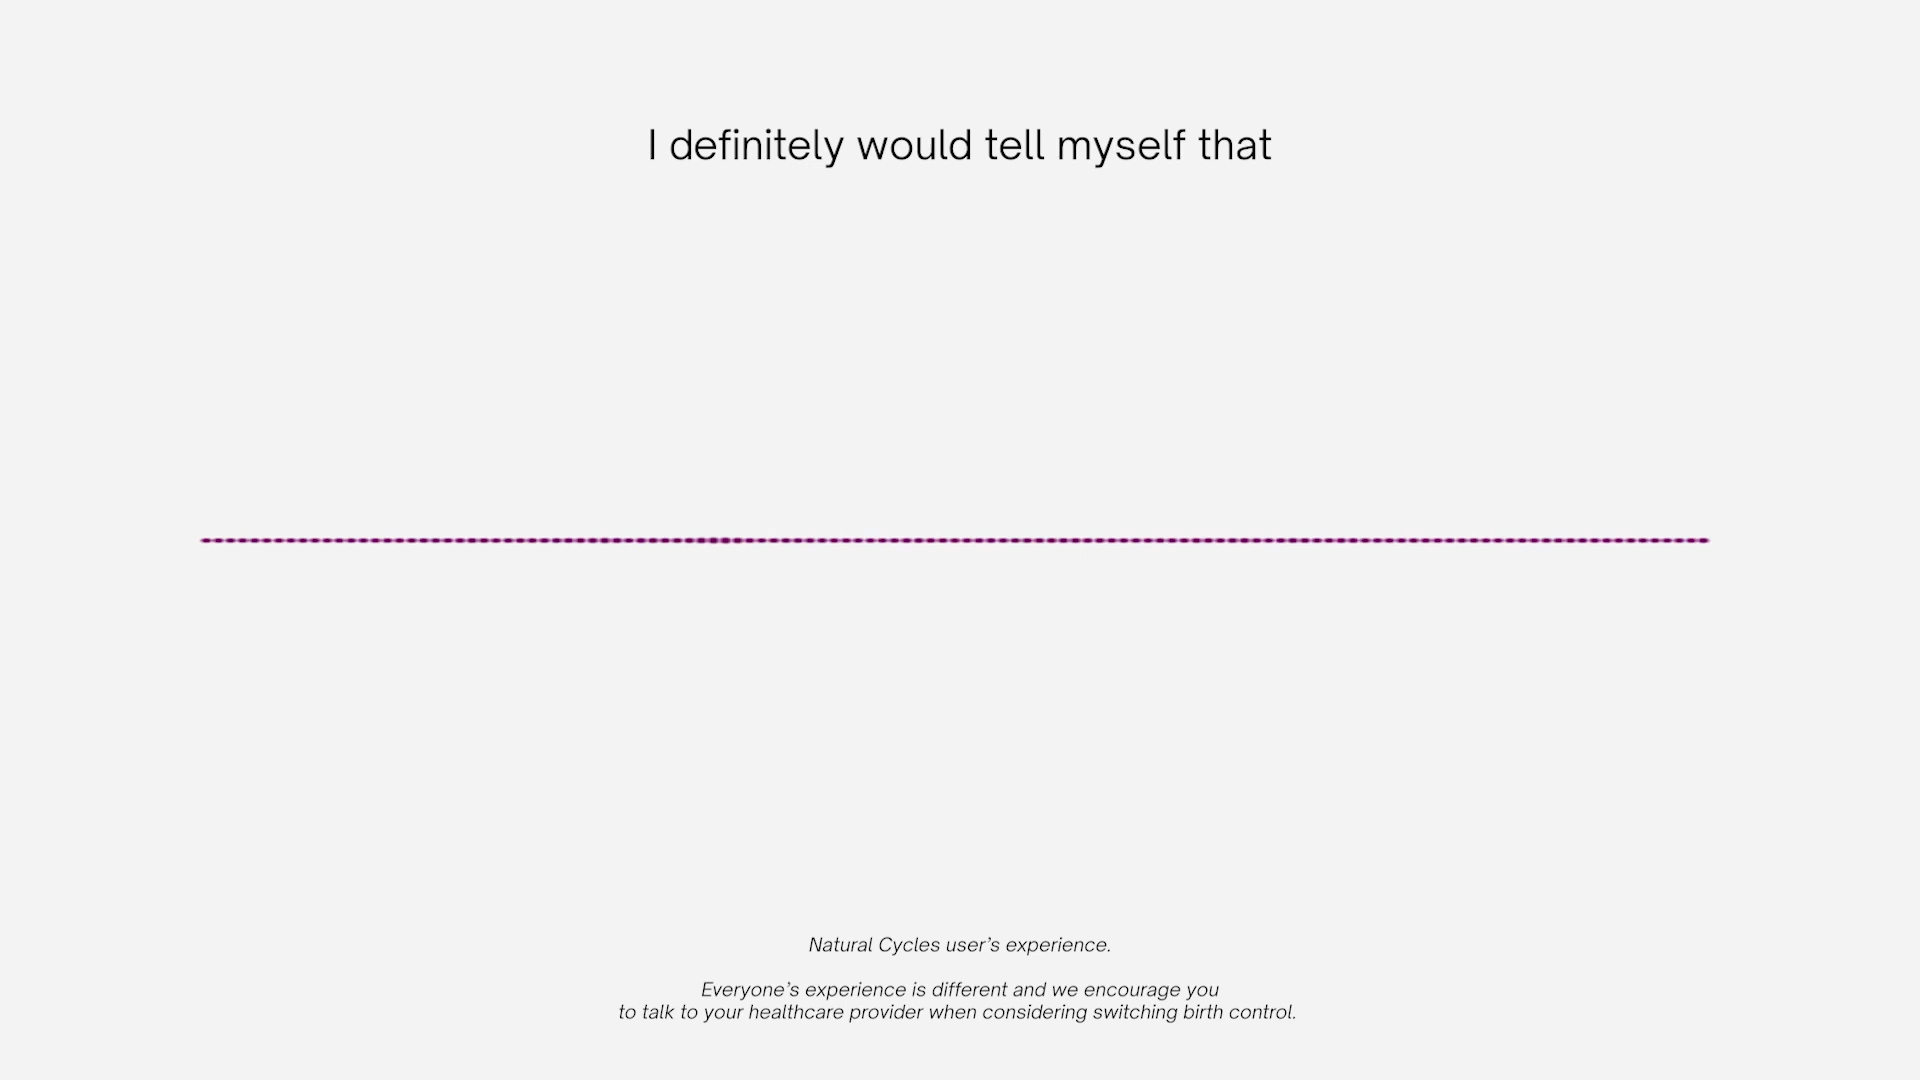 I definitely would tell myself that
Natural Cycles user’s experience.
Everyone’s experience is different and we encourage you
to talk to your healthcare provider when considering switching birth control.